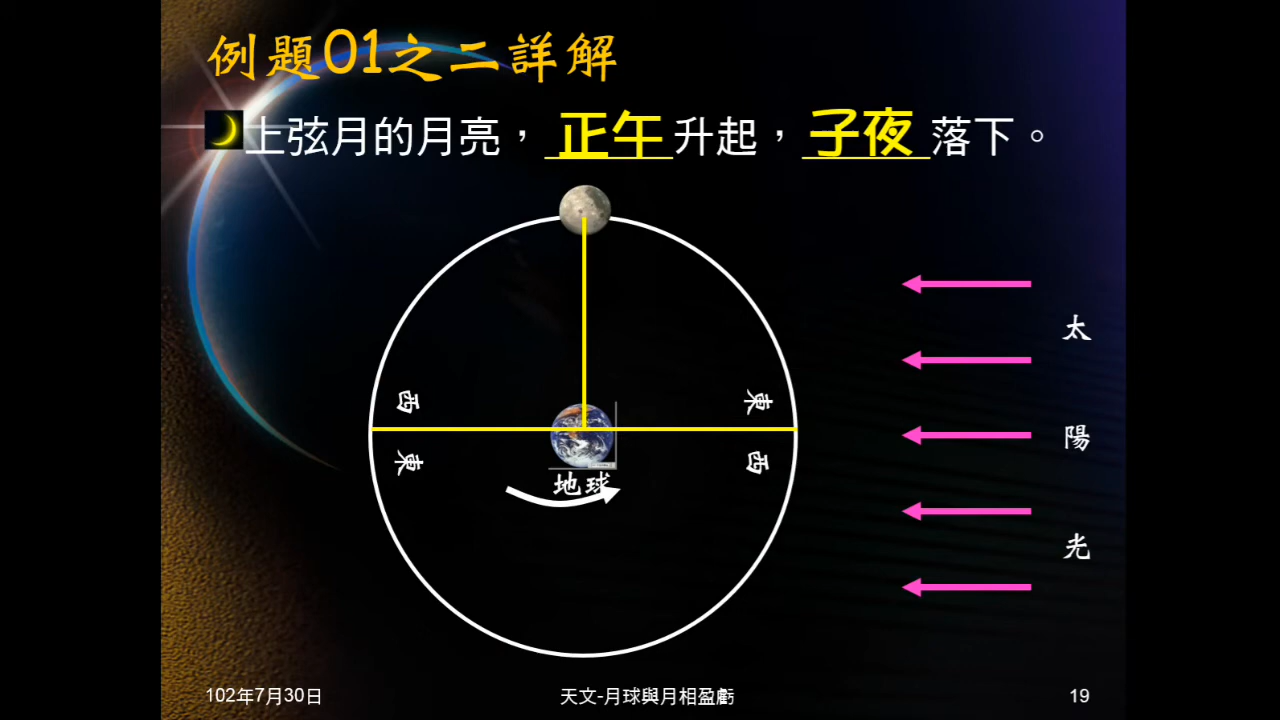 例題01之二詳解
上弦月的月亮，正午升起，子夜落下。
西
東
東
西
地球
太
陽
光
102年7月30日
天文-月球與月相盈虧
19